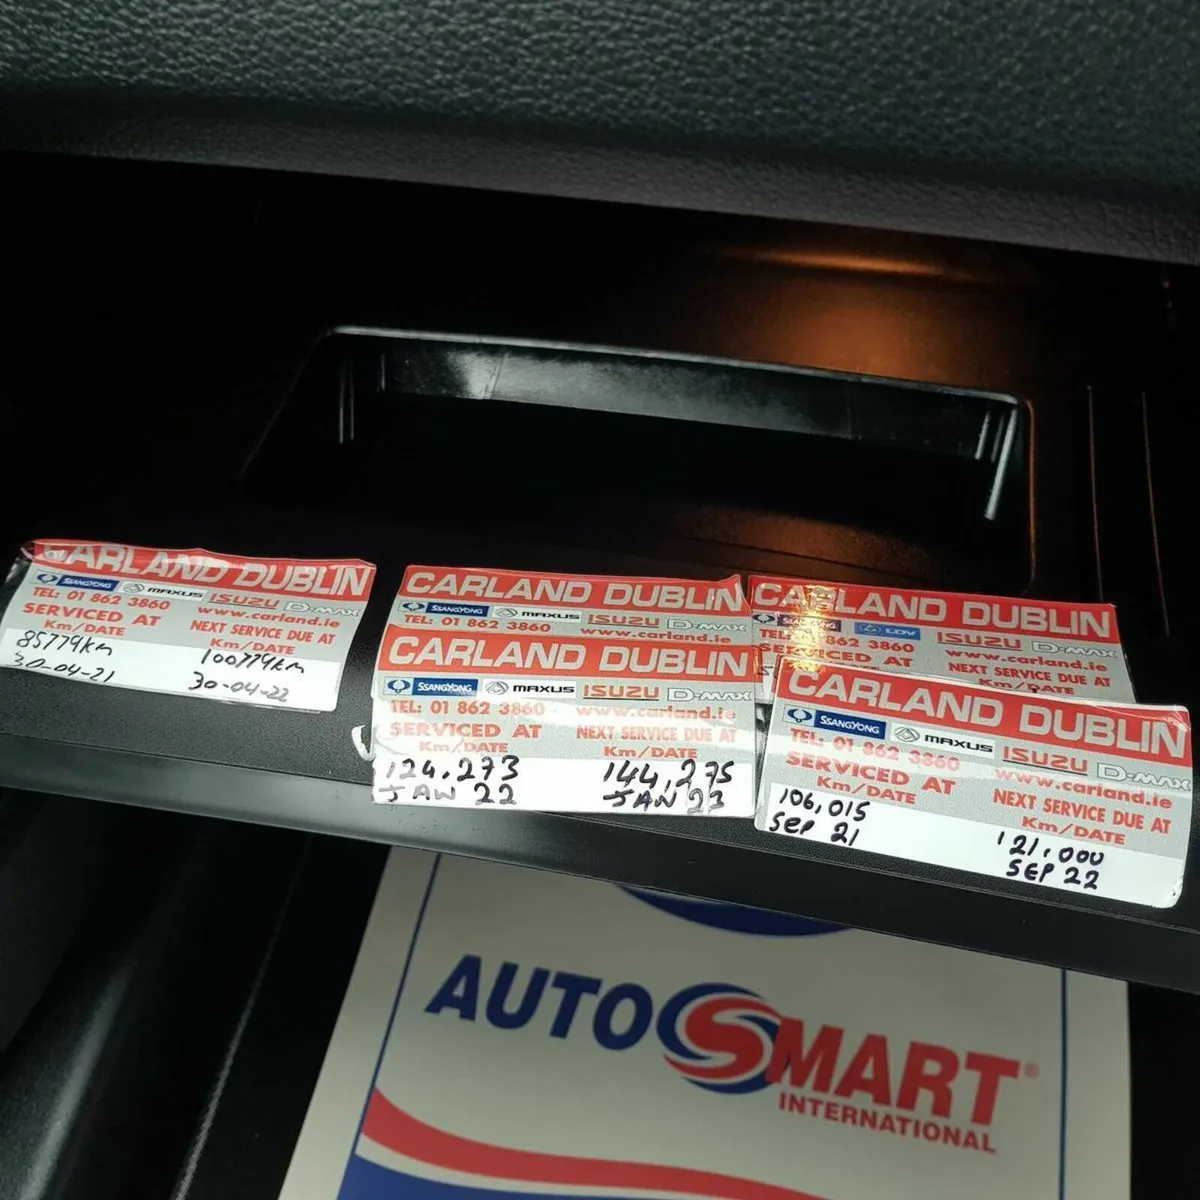 CARLAND DUBLIN
SSANGYONG MAXUS ISUZU D-MAX
TEL: 01 862 3860 www.carland.ie
SERVICED AT NEXT SERVICE DUE AT
Km/DATE Km/DATE
85779km 100779km
30-04-21 30-04-22
CARLAND DUBLIN
SSANGYONG MAXUS ISUZU D-MAX
TEL: 01 862 3860 www.carland.ie
CARLAND DUBLIN
SSANGYONG MAXUS ISUZU D-MAX
TEL: 01 862 3860 www.carland.ie
SERVICED AT NEXT SERVICE DUE AT
Km/DATE Km/DATE
124,273 144,275
JAN 22 JAN 23
CARLAND DUBLIN
SSANGYONG LDV ISUZU D-MAX
TEL: 01 862 3860 www.carland.ie
SERVICED AT NEXT SERVICE DUE AT
Km/DATE
CARLAND DUBLIN
SSANGYONG MAXUS ISUZU D-MAX
TEL: 01 862 3860 www.carland.ie
SERVICED AT NEXT SERVICE DUE AT
Km/DATE Km/DATE
106,015 121,000
SEP 21 SEP 22
AUTOSMART®
INTERNATIONAL